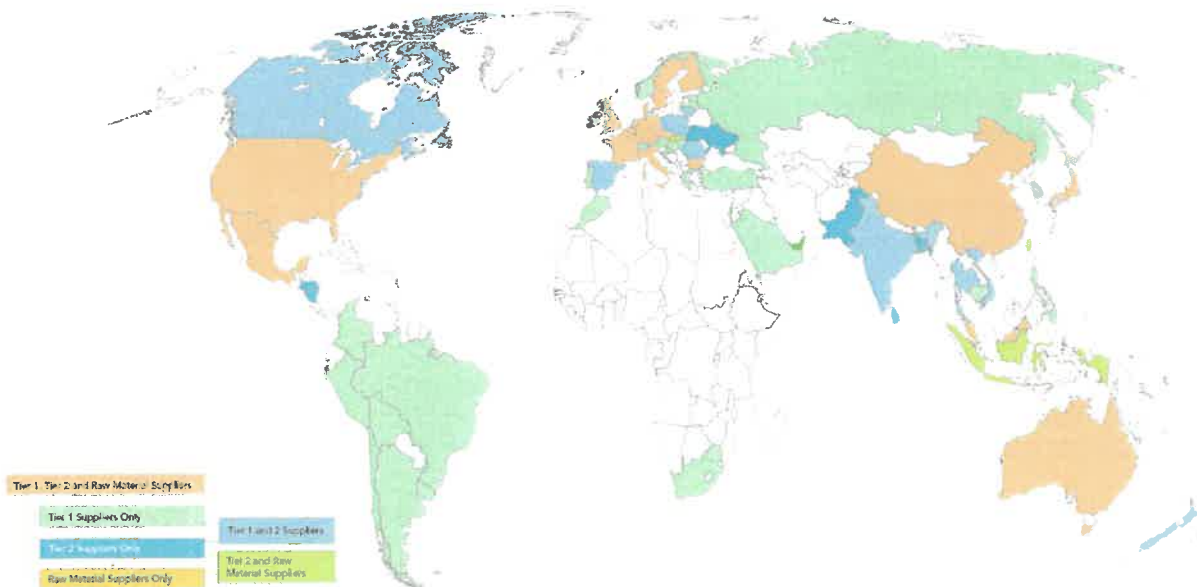 Tier 1, Tier 2 and Raw Material Suppliers
Tier 1 Suppliers Only
Tier 1 and 2 Suppliers
Tier 2 Suppliers Only
Tier 2 and Raw
Material Suppliers
Raw Material Suppliers Only